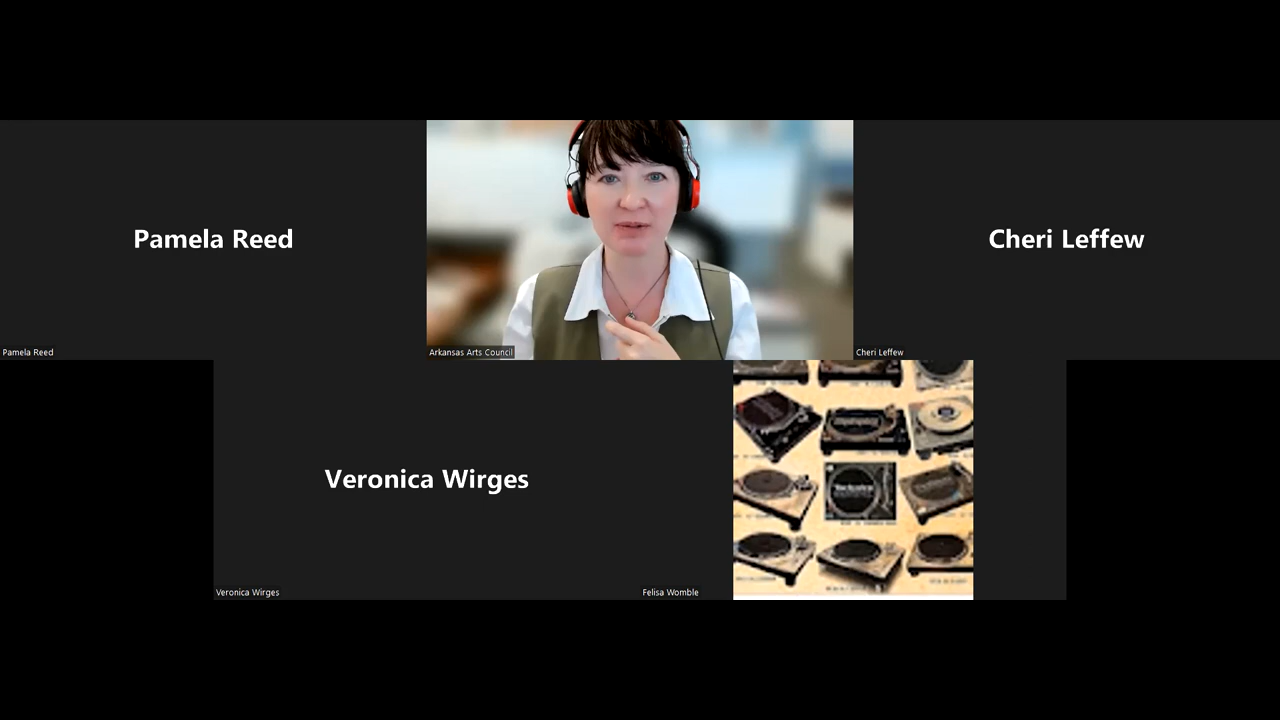 Pamela Reed
Cheri Leffew
Pamela Reed
Arkansas Arts Council
Cheri Leffew
Veronica Wirges
Veronica Wirges
Felisa Womble